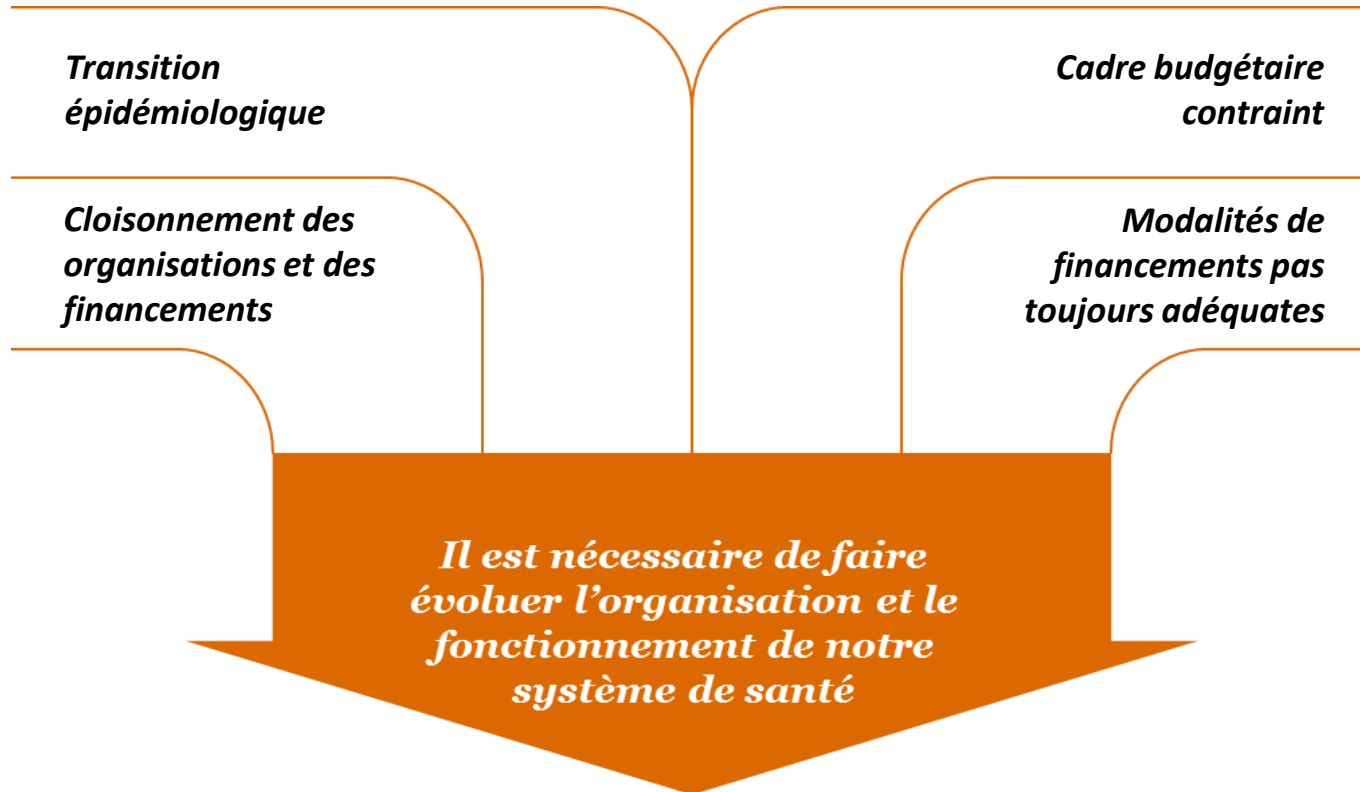 Transition
épidémiologique
Cadre budgétaire
contraint
Cloisonnement des
organisations et des
financements
Modalités de
financements pas
toujours adéquates
Il est nécessaire de faire
évoluer l’organisation et le
fonctionnement de notre
système de santé